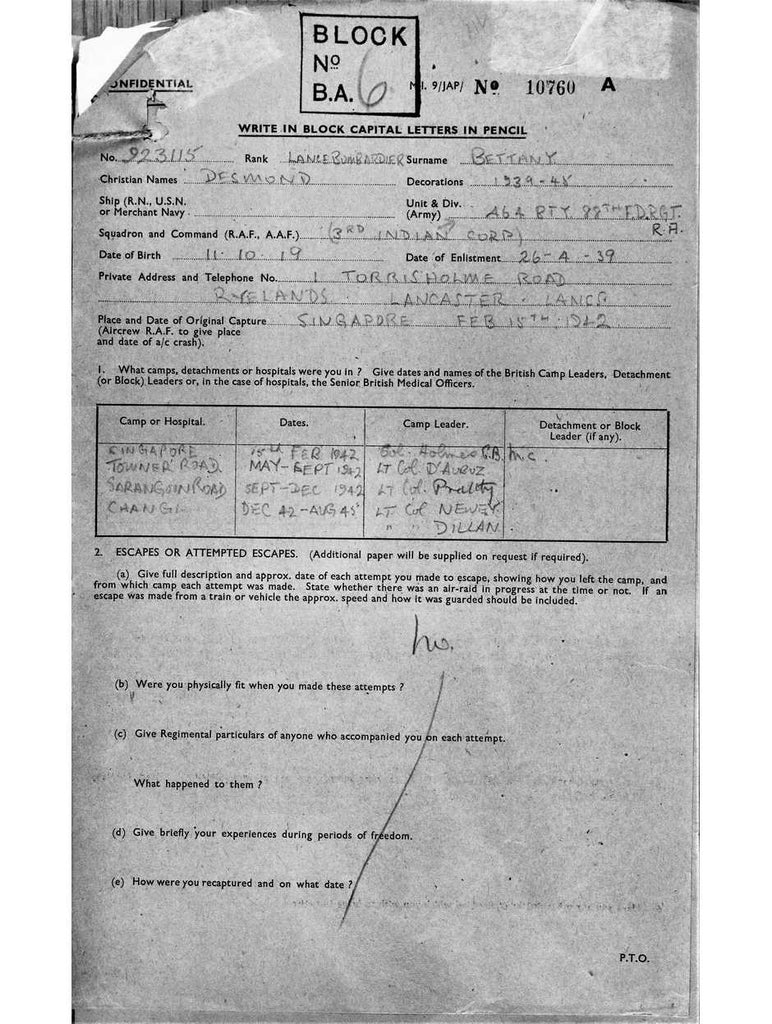 BLOCK
No
B.A. 6
ONFIDENTIAL
M.I. 9/JAP/ No 10760 A
WRITE IN BLOCK CAPITAL LETTERS IN PENCIL
No. 923115 Rank LANCE BOMBARDIER Surname BETTANY
Christian Names DESMOND Decorations 1939-45
Ship (R.N., U.S.N. or Merchant Navy
Unit & Div. (Army) 464 BTY 88TH F.D. RGT. R.A.
Squadron and Command (R.A.F., A.A.F.) (3RD INDIAN CORP)
Date of Birth 11.10.19 Date of Enlistment 26-4-39
Private Address and Telephone No. 1 TORRISHOLME ROAD
RYELANDS. LANCASTER. LANCS
Place and Date of Original Capture SINGAPORE FEB 15TH. 1942
(Aircrew R.A.F. to give place
and date of a/c crash).
1. What camps, detachments or hospitals were you in ? Give dates and names of the British Camp Leaders, Detachment
(or Block) Leaders or, in the case of hospitals, the Senior British Medical Officers.
Camp or Hospital. Dates. Camp Leader. Detachment or Block Leader (if any).
SINGAPORE 15th FEB 1942 Col. Holmes M.C.
TOWNER ROAD MAY-SEPT 1942 LT Col
ROAD SEPT-DEC 1942 LT Col.
CHANGI DEC 42-AUG 45 LT Col NEWEY
" " DILLAN
2. ESCAPES OR ATTEMPTED ESCAPES. (Additional paper will be supplied on request if required).
(a) Give full description and approx. date of each attempt you made to escape, showing how you left the camp, and
from which camp each attempt was made. State whether there was an air-raid in progress at the time or not. If an
escape was made from a train or vehicle the approx. speed and how it was guarded should be included.
No.
(b) Were you physically fit when you made these attempts ?
(c) Give Regimental particulars of anyone who accompanied you on each attempt.
What happened to them ?
(d) Give briefly your experiences during periods of freedom.
(e) How were you recaptured and on what date ?
P.T.O.